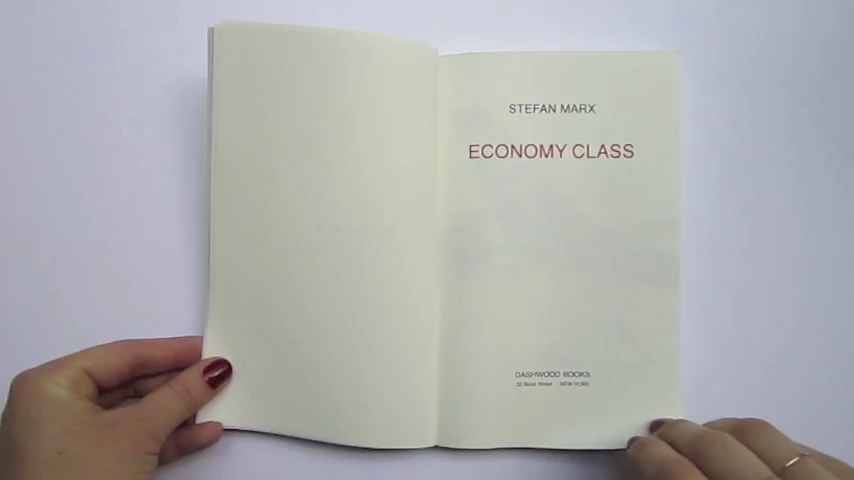 STEFAN MARX
ECONOMY CLASS
DASHWOOD BOOKS
33 Bond Street - NEW YORK